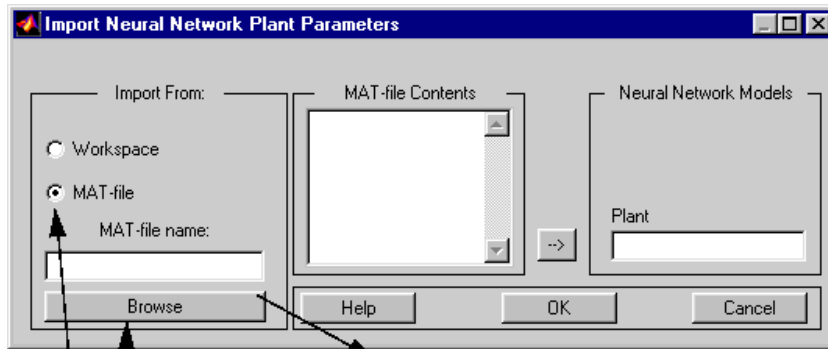 Import Neural Network Plant Parameters
Import From:
Workspace
MAT-file
MAT-file name:
Browse
MAT-file Contents
-->
Neural Network Models
Plant
Help
OK
Cancel